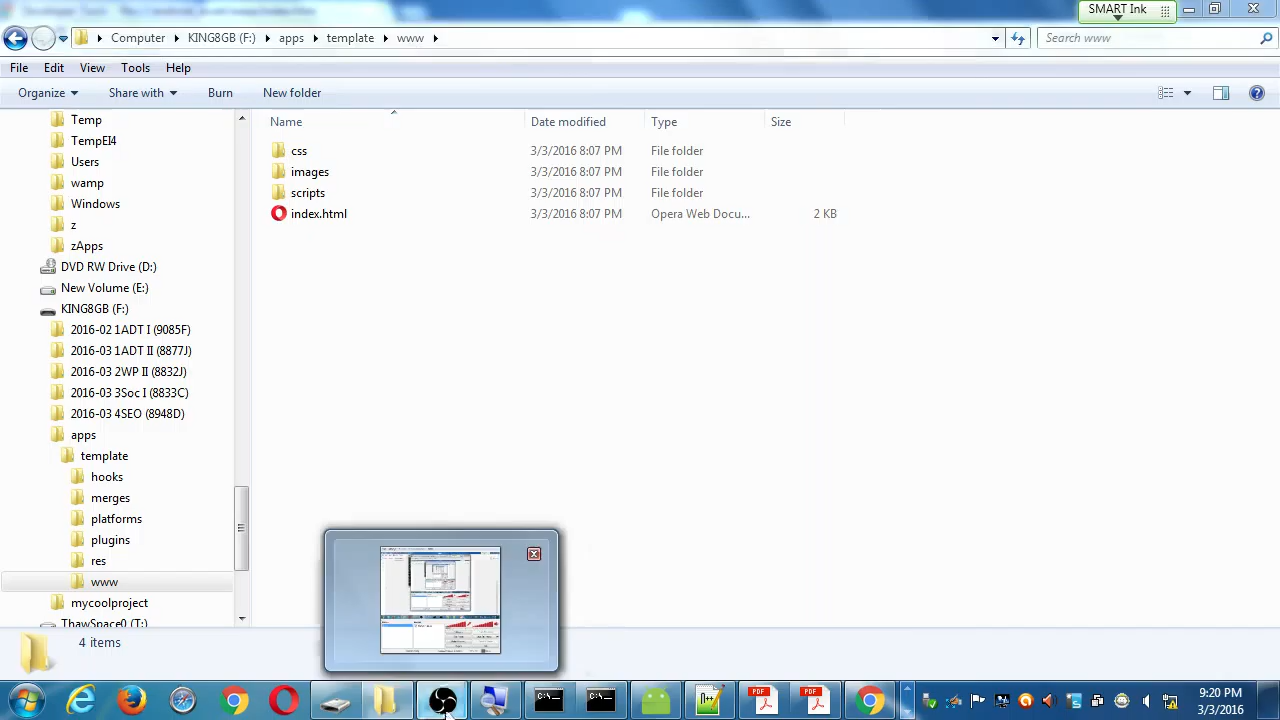 SMART Ink
Computer KING8GB (F:) apps template www
Search www
File Edit View Tools Help
Organize Share with Burn New folder
Name Date modified Type Size
Temp
TempEI4
Users
wamp
Windows
z
zApps
DVD RW Drive (D:)
New Volume (E:)
KING8GB (F:)
2016-02 1ADT I (9085F)
2016-03 1ADT II (8877J)
2016-03 2WP II (8832J)
2016-03 3Soc I (8833C)
2016-03 4SEO (8948D)
apps
template
hooks
merges
platforms
plugins
res
www
mycoolproject
ThawSpace0 (T:)
css 3/3/2016 8:07 PM File folder
images 3/3/2016 8:07 PM File folder
scripts 3/3/2016 8:07 PM File folder
index.html 3/3/2016 8:07 PM Opera Web Docu... 2 KB
4 items
C:\
C:\
PDF
PDF
9:20 PM
3/3/2016